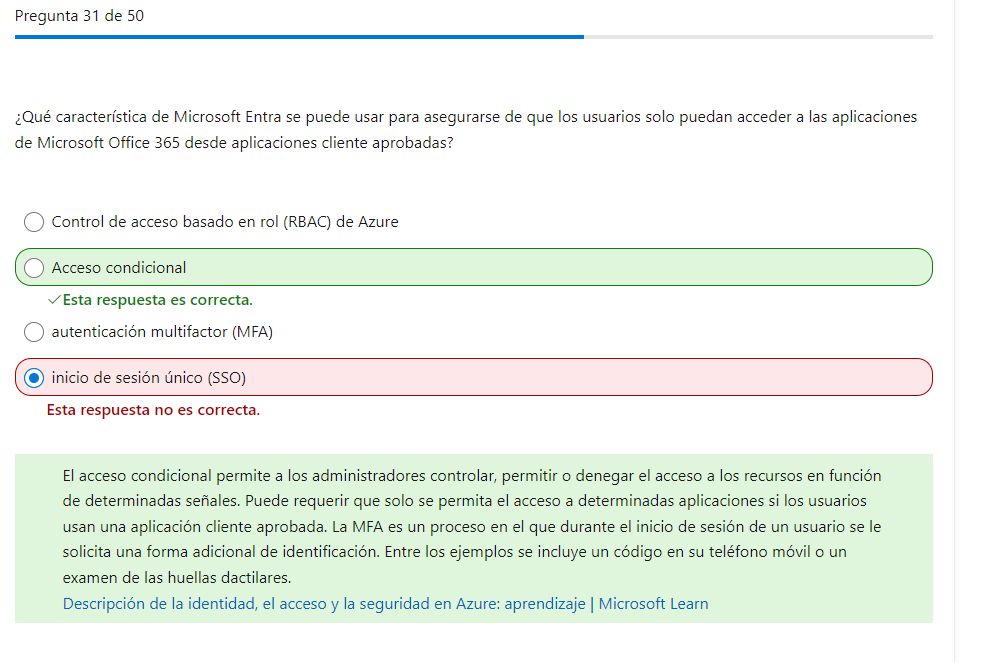 Pregunta 31 de 50
¿Qué característica de Microsoft Entra se puede usar para asegurarse de que los usuarios solo puedan acceder a las aplicaciones
de Microsoft Office 365 desde aplicaciones cliente aprobadas?
Control de acceso basado en rol (RBAC) de Azure
Acceso condicional
Esta respuesta es correcta.
autenticación multifactor (MFA)
inicio de sesión único (SSO)
Esta respuesta no es correcta.
El acceso condicional permite a los administradores controlar, permitir o denegar el acceso a los recursos en función
de determinadas señales. Puede requerir que solo se permita el acceso a determinadas aplicaciones si los usuarios
usan una aplicación cliente aprobada. La MFA es un proceso en el que durante el inicio de sesión de un usuario se le
solicita una forma adicional de identificación. Entre los ejemplos se incluye un código en su teléfono móvil o un
examen de las huellas dactilares.
Descripción de la identidad, el acceso y la seguridad en Azure: aprendizaje | Microsoft Learn